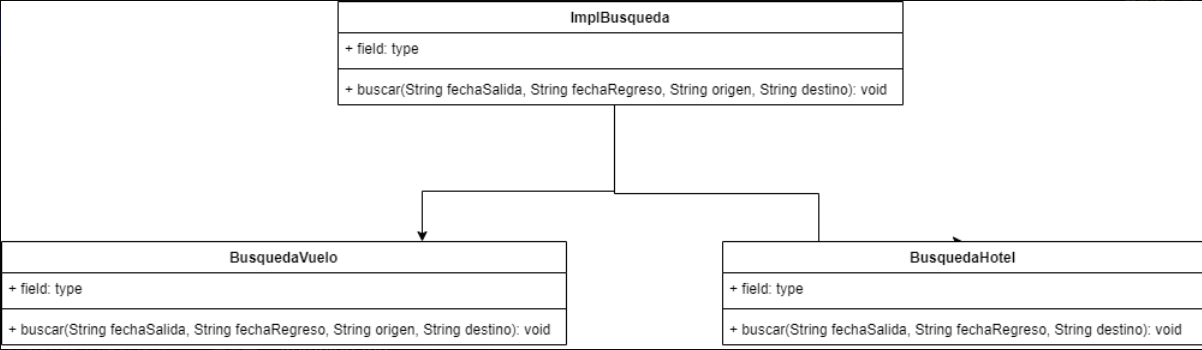 ImplBusqueda
+ field: type
+ buscar(String fechaSalida, String fechaRegreso, String origen, String destino): void
BusquedaVuelo
+ field: type
+ buscar(String fechaSalida, String fechaRegreso, String origen, String destino): void
BusquedaHotel
+ field: type
+ buscar(String fechaSalida, String fechaRegreso, String destino): void